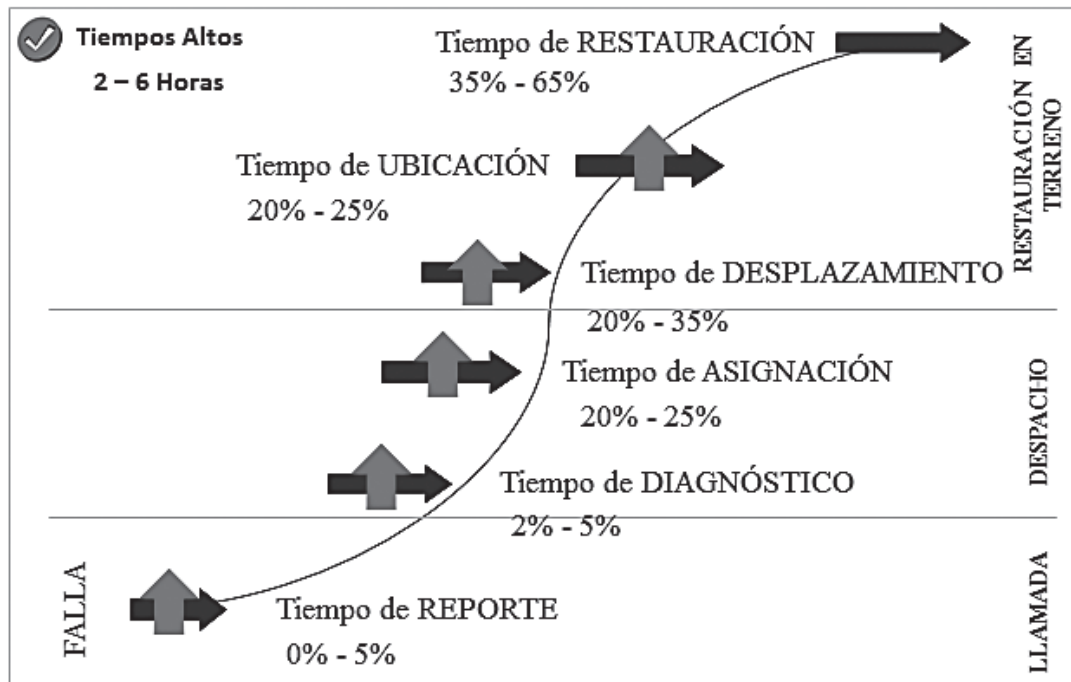 Tiempos Altos
2 – 6 Horas
Tiempo de RESTAURACIÓN
35% - 65%
Tiempo de UBICACIÓN
20% - 25%
RESTAURACIÓN EN
TERRENO
Tiempo de DESPLAZAMIENTO
20% - 35%
Tiempo de ASIGNACIÓN
20% - 25%
DESPACHO
Tiempo de DIAGNÓSTICO
2% - 5%
FALLA
Tiempo de REPORTE
0% - 5%
LLAMADA